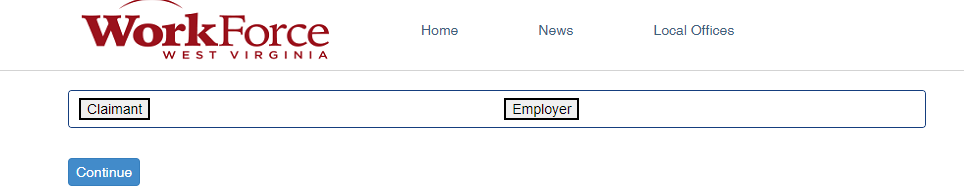 WorkForce
WEST VIRGINIA
Home News Local Offices
Claimant Employer
Continue